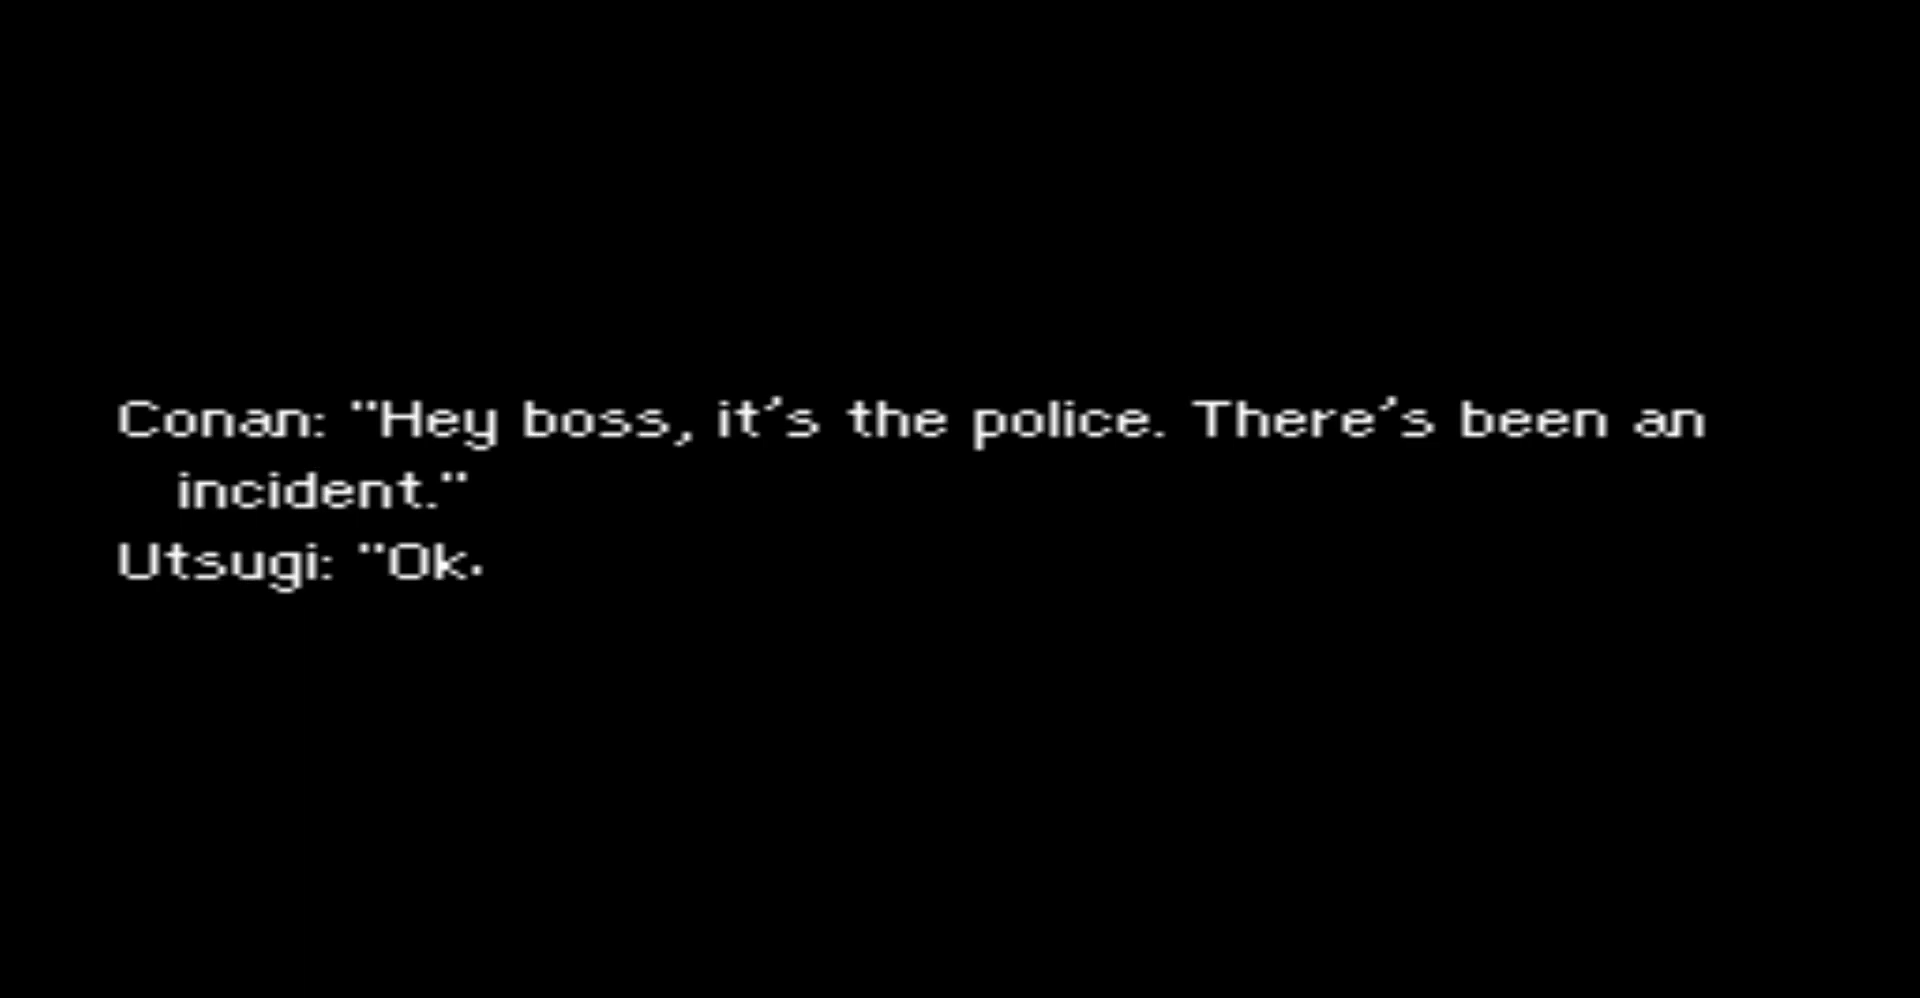 Conan: "Hey boss, it's the police. There's been an
incident."
Utsugi: "Ok.